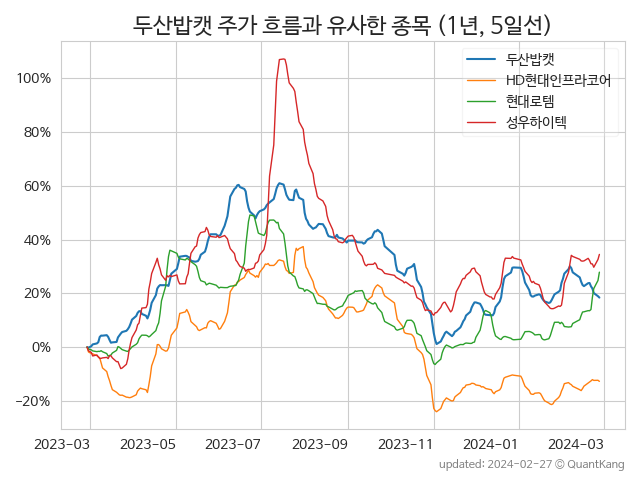 두산밥캣 주가 흐름과 유사한 종목 (1년, 5일선)
두산밥캣
HD현대인프라코어
현대로템
성우하이텍
100%
80%
60%
40%
20%
0%
−20%
2023-03 2023-05 2023-07 2023-09 2023-11 2024-01 2024-03
updated: 2024-02-27 © QuantKang